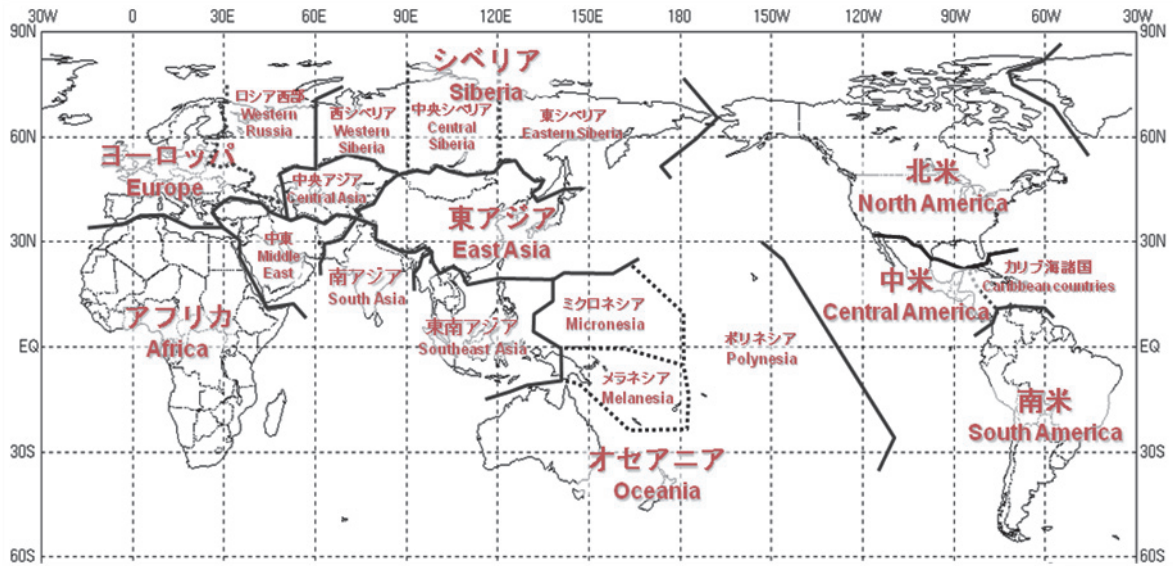 30W 0 30E 60E 90E 120E 150E 180 150W 120W 90W 60W 30W
90N 90N
シベリア
Siberia
ロシア西部
Western
Russia
西シベリア
Western
Siberia
中央シベリア
Central
Siberia
東シベリア
Eastern Siberia
60N 60N
ヨーロッパ
Europe
中央アジア
Central Asia
東アジア
East Asia
北米
North America
30N 30N
中東
Middle
East
南アジア
South Asia
ミクロネシア
Micronesia
中米
Central America
カリブ海諸国
Caribbean countries
アフリカ
Africa
東南アジア
Southeast Asia
ポリネシア
Polynesia
EQ EQ
メラネシア
Melanesia
南米
South America
30S 30S
オセアニア
Oceania
60S 60S